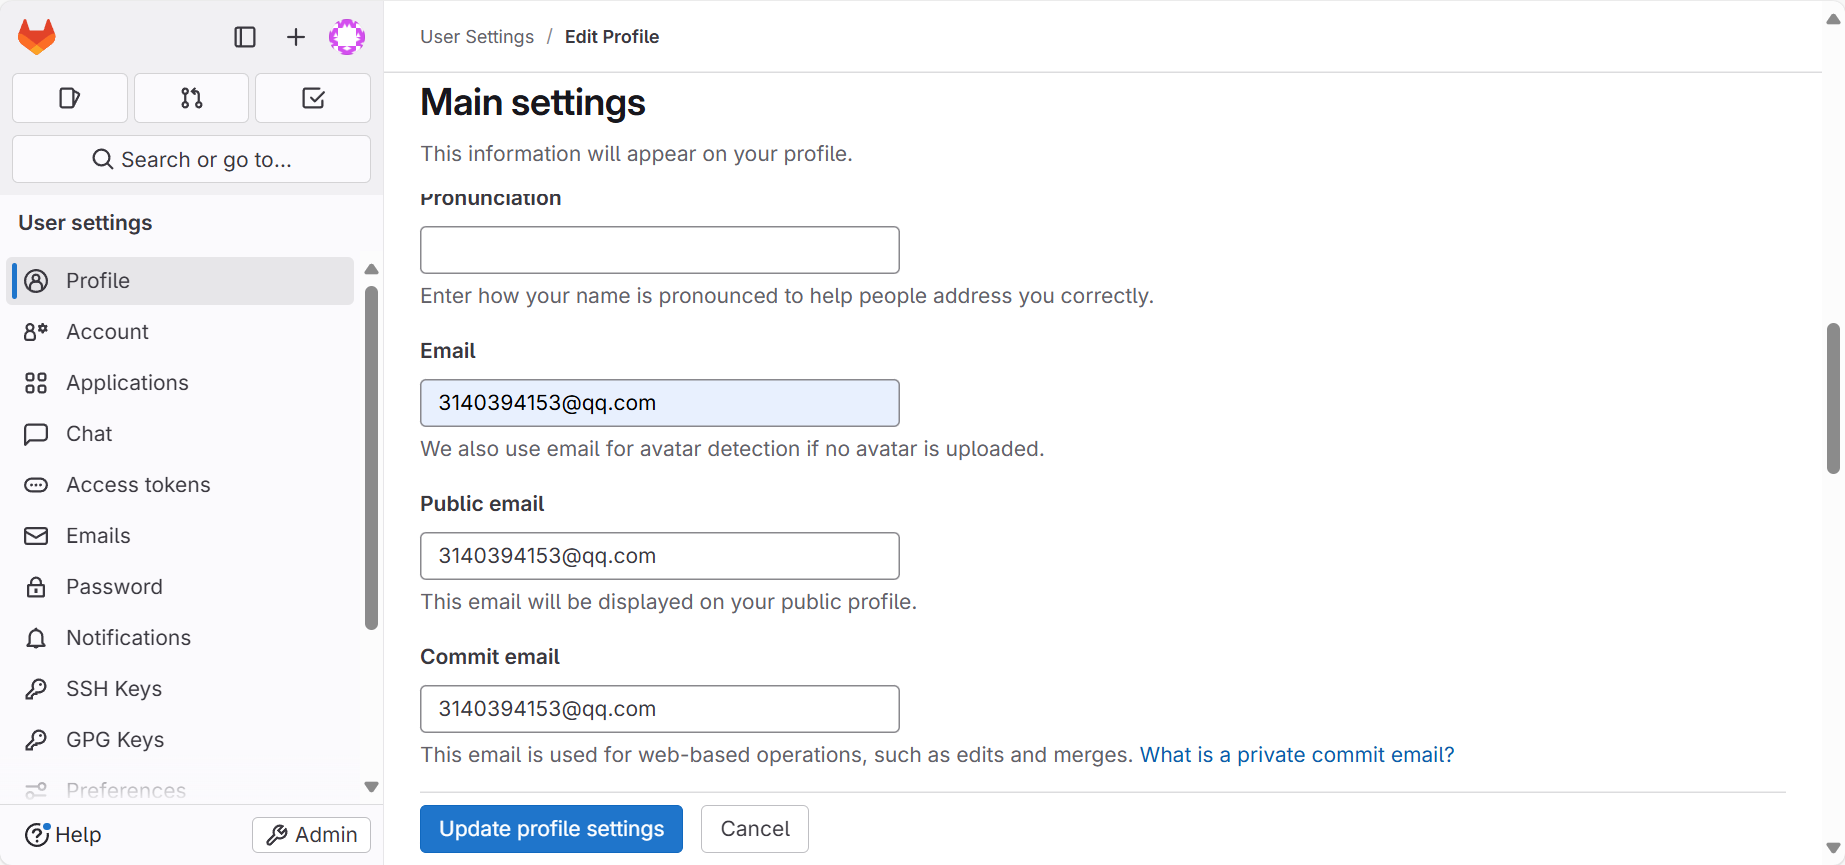 User Settings / Edit Profile
Search or go to...
User settings
Profile
Account
Applications
Chat
Access tokens
Emails
Password
Notifications
SSH Keys
GPG Keys
Preferences
Help
Admin
Main settings
This information will appear on your profile.
Pronunciation
Enter how your name is pronounced to help people address you correctly.
Email
3140394153@qq.com
We also use email for avatar detection if no avatar is uploaded.
Public email
3140394153@qq.com
This email will be displayed on your public profile.
Commit email
3140394153@qq.com
This email is used for web-based operations, such as edits and merges. What is a private commit email?
Update profile settings
Cancel